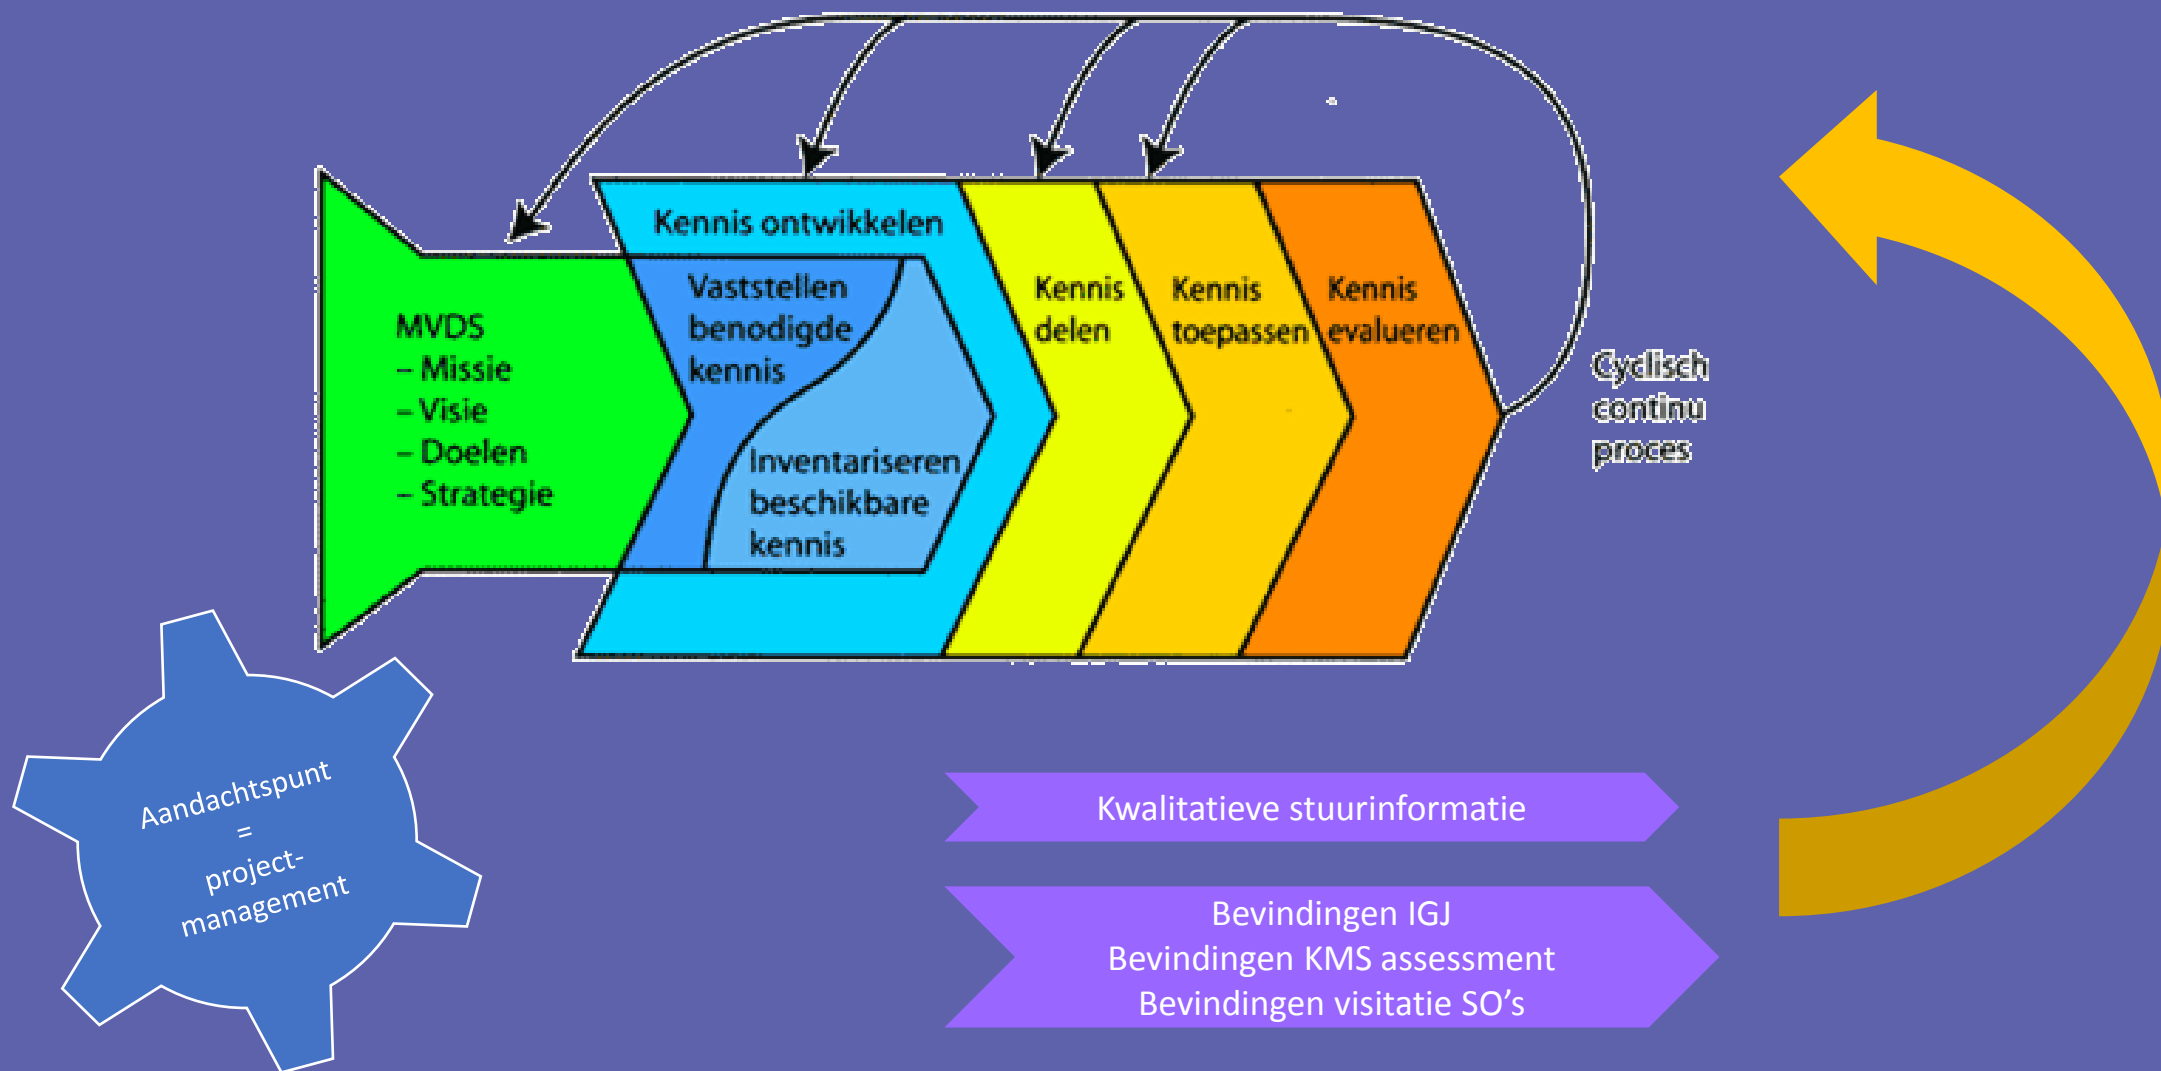 Kennis ontwikkelen
MVDS
– Missie
– Visie
– Doelen
– Strategie
Vaststellen
benodigde
kennis
Inventariseren
beschikbare
kennis
Kennis
delen
Kennis
toepassen
Kennis
evalueren
Cyclisch
continu
proces
Aandachtspunt
=
project-
management
Kwalitatieve stuurinformatie
Bevindingen IGJ
Bevindingen KMS assessment
Bevindingen visitatie SO’s